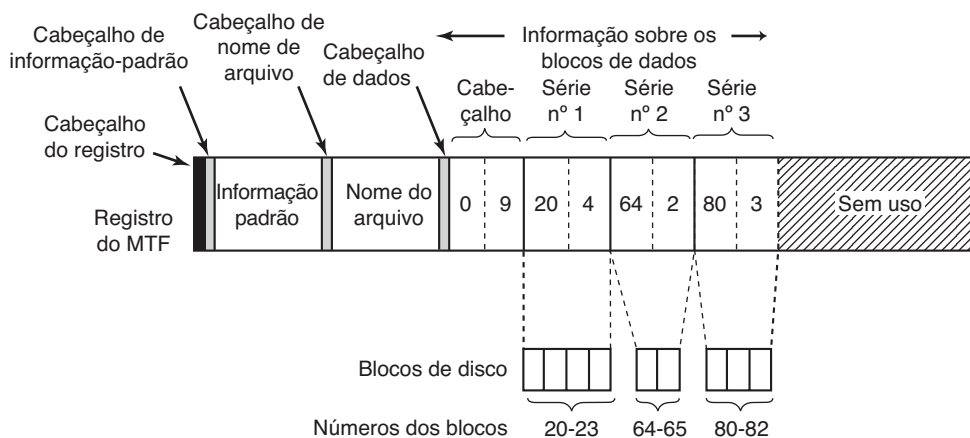 Cabeçalho de
informação-padrão
Cabeçalho de
nome de
arquivo
Cabeçalho
de dados
Informação sobre os
blocos de dados
Cabeçalho
do registro
Cabe-
çalho
Série
nº 1
Série
nº 2
Série
nº 3
Registro
do MTF
Informação
padrão
Nome do
arquivo
0 9 20 4 64 2 80 3
Sem uso
Blocos de disco
Números dos blocos 20-23 64-65 80-82